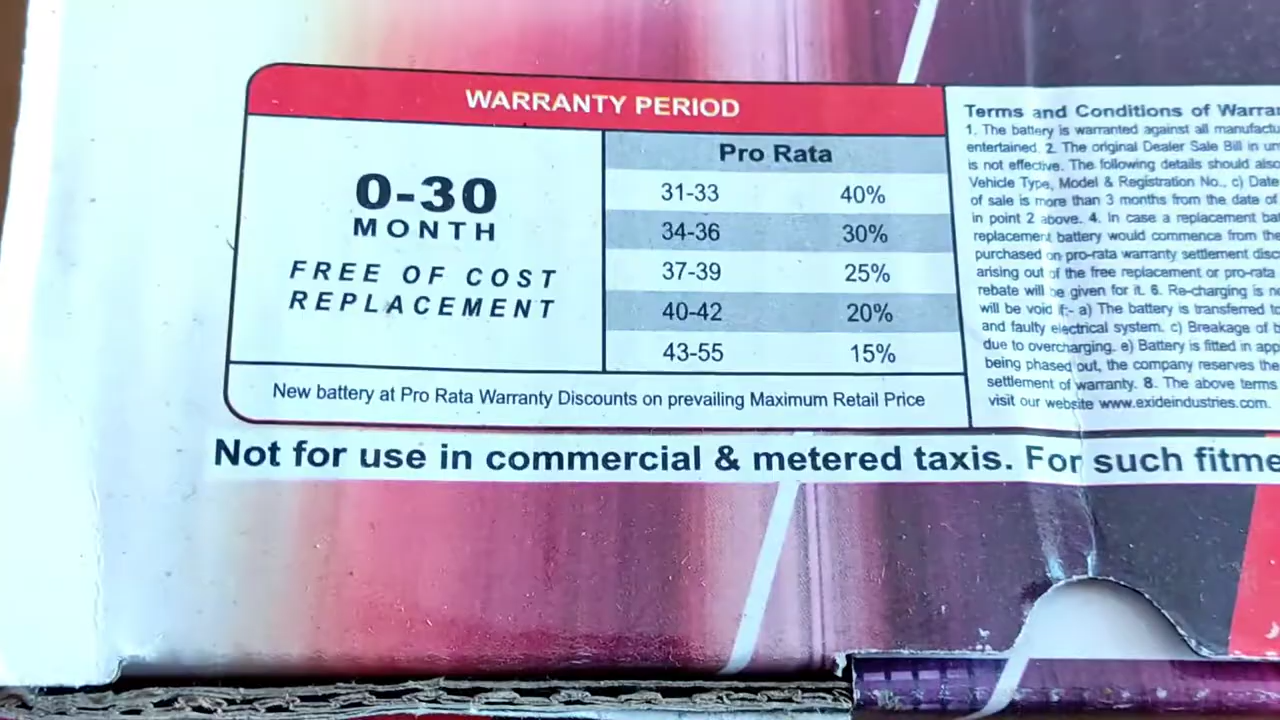 WARRANTY PERIOD
0-30
MONTH
FREE OF COST
REPLACEMENT
Pro Rata
31-33 40%
34-36 30%
37-39 25%
40-42 20%
43-55 15%
New battery at Pro Rata Warranty Discounts on prevailing Maximum Retail Price
Terms and Conditions of
1. The battery is warranted against all
entertained. 2. The original Dealer Sale Bill in
is not effective. The following details should also
Vehicle Type, Model & Registration No., c) Date
of sale is more than 3 months from the date of
in point 2 above. 4. In case a replacement
replacement battery would commence from the
purchased on pro-rata warranty settlement
arising out of the free replacement or pro-rata
rebate will be given for it. 6. Re-charging is
will be void if:- a) The battery is transferred
and faulty electrical system. c) Breakage of
due to overcharging. e) Battery is fitted in
being phased out, the company reserves the
settlement of warranty. 8. The above terms
visit our website www.exideindustries.com.
Not for use in commercial & metered taxis. For such